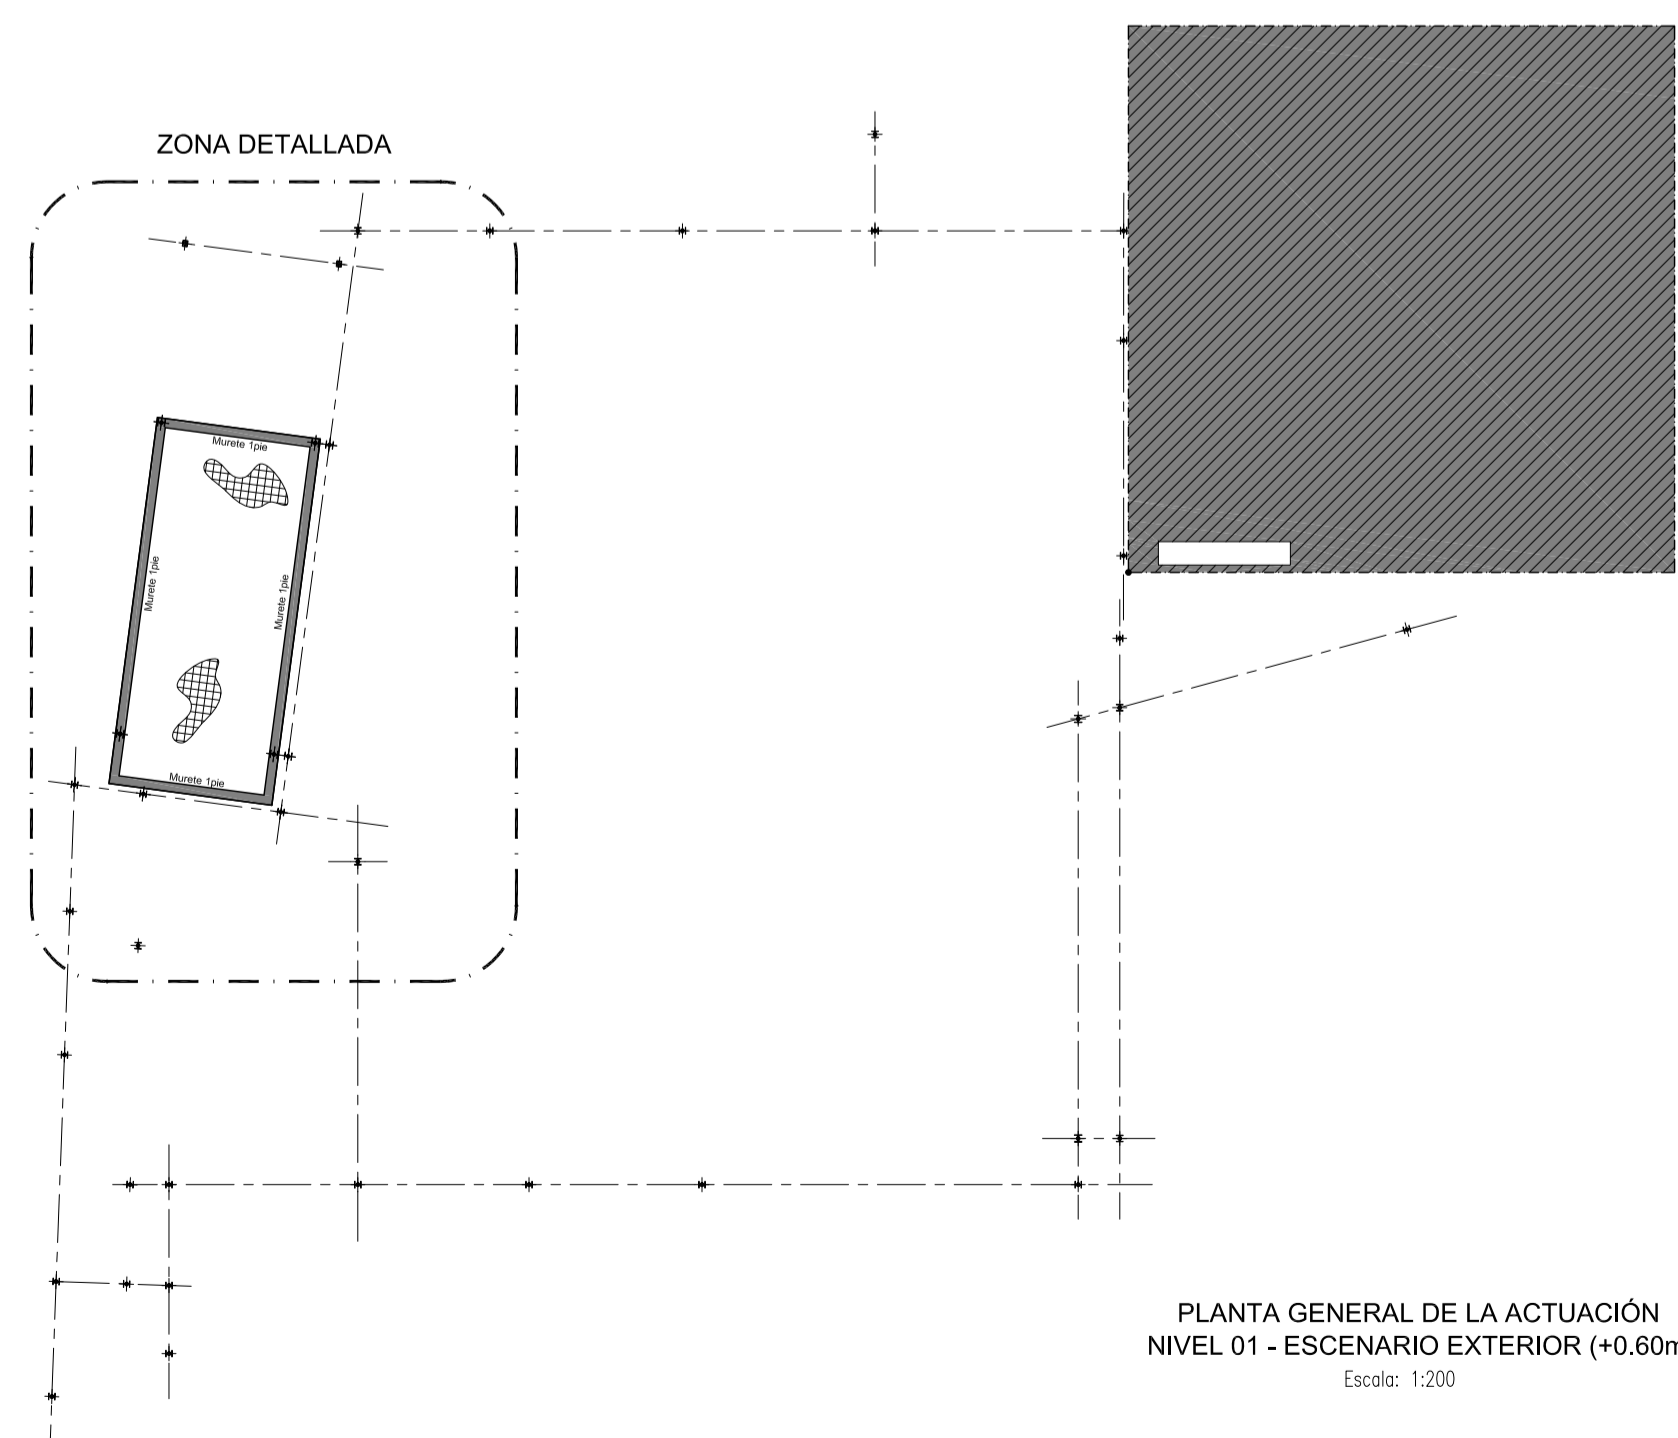 ZONA DETALLADA
Murete 1pie
Murete 1pie
Murete 1pie
Murete 1pie
PLANTA GENERAL DE LA ACTUACIÓN
NIVEL 01 - ESCENARIO EXTERIOR (+0.60m
Escala: 1:200